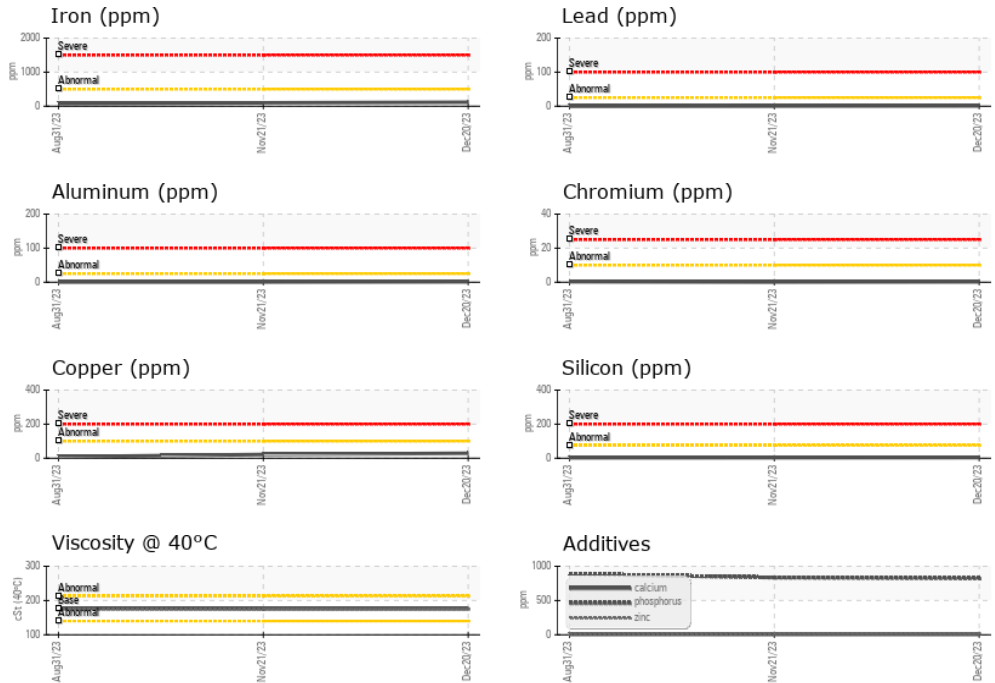 Iron (ppm)
2000
1000
0
ppm
Severe
Abnormal
Aug31/23
Nov21/23
Dec20/23
Lead (ppm)
200
100
0
ppm
Severe
Abnormal
Aug31/23
Nov21/23
Dec20/23
Aluminum (ppm)
200
100
0
ppm
Severe
Abnormal
Aug31/23
Nov21/23
Dec20/23
Chromium (ppm)
40
20
0
ppm
Severe
Abnormal
Aug31/23
Nov21/23
Dec20/23
Copper (ppm)
400
200
0
ppm
Severe
Abnormal
Aug31/23
Nov21/23
Dec20/23
Silicon (ppm)
400
200
0
ppm
Severe
Abnormal
Aug31/23
Nov21/23
Dec20/23
Viscosity @ 40°C
300
200
100
cSt (40°C)
Abnormal
Base
Abnormal
Aug31/23
Nov21/23
Dec20/23
Additives
1000
500
0
ppm
calcium
phosphorus
zinc
Aug31/23
Nov21/23
Dec20/23